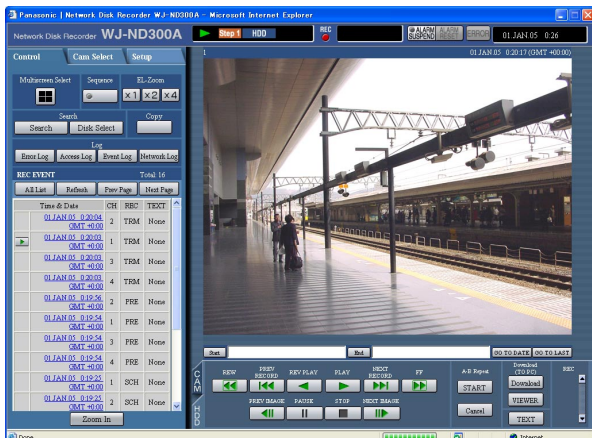 Panasonic | Network Disk Recorder WJ-ND300A - Microsoft Internet Explorer
Network Disk Recorder WJ-ND300A
Step 1 HDD
REC
ALARM SUSPEND
ALARM RESET
ERROR
01.JAN.05 0:26
Control Cam Select Setup
Multiscreen Select Sequence EL-Zoom
x1 x2 x4
Search Copy
Search Disk Select
Log
Error Log Access Log Event Log Network Log
REC EVENT Total: 16
All List Refresh Prev Page Next Page
Time & Date CH REC TEXT
01.JAN.05 0:20:04 GMT +0:00 2 TRM None
01.JAN.05 0:20:03 GMT +0:00 1 TRM None
01.JAN.05 0:20:03 GMT +0:00 3 TRM None
01.JAN.05 0:20:03 GMT +0:00 4 TRM None
01.JAN.05 0:19:56 GMT +0:00 2 PRE None
01.JAN.05 0:19:54 GMT +0:00 1 PRE None
01.JAN.05 0:19:54 GMT +0:00 3 PRE None
01.JAN.05 0:19:54 GMT +0:00 4 PRE None
01.JAN.05 0:19:25 GMT +0:00 1 SCH None
01.JAN.05 0:19:25 GMT +0:00 2 SCH None
Zoom In
1 01.JAN.05 0:20:17 (GMT +00:00)
Start End GO TO DATE GO TO LAST
CAM
HDD
REW PREV RECORD REV PLAY PLAY NEXT RECORD FF
PREV IMAGE PAUSE STOP NEXT IMAGE
A-B Repeat
START
Cancel
Download (TO PC)
Download
VIEWER
TEXT
REC
Done
Internet